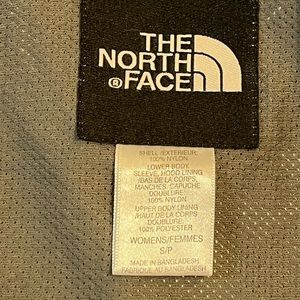 THE
NORTH
® FACE
SHELL/EXTERIEUR:
100% NYLON
LOWER BODY,
SLEEVE, HOOD LINING
/BAS DE LA CORPS,
MANCHES, CAPUCHE
DOUBLURE:
100% NYLON
UPPER BODY LINING
/HAUT DE LA CORPS
DOUBLURE:
100% POLYESTER
WOMENS/FEMMES
S/P
MADE IN BANGLADESH
FABRIQUÉ AU BANGLADESH